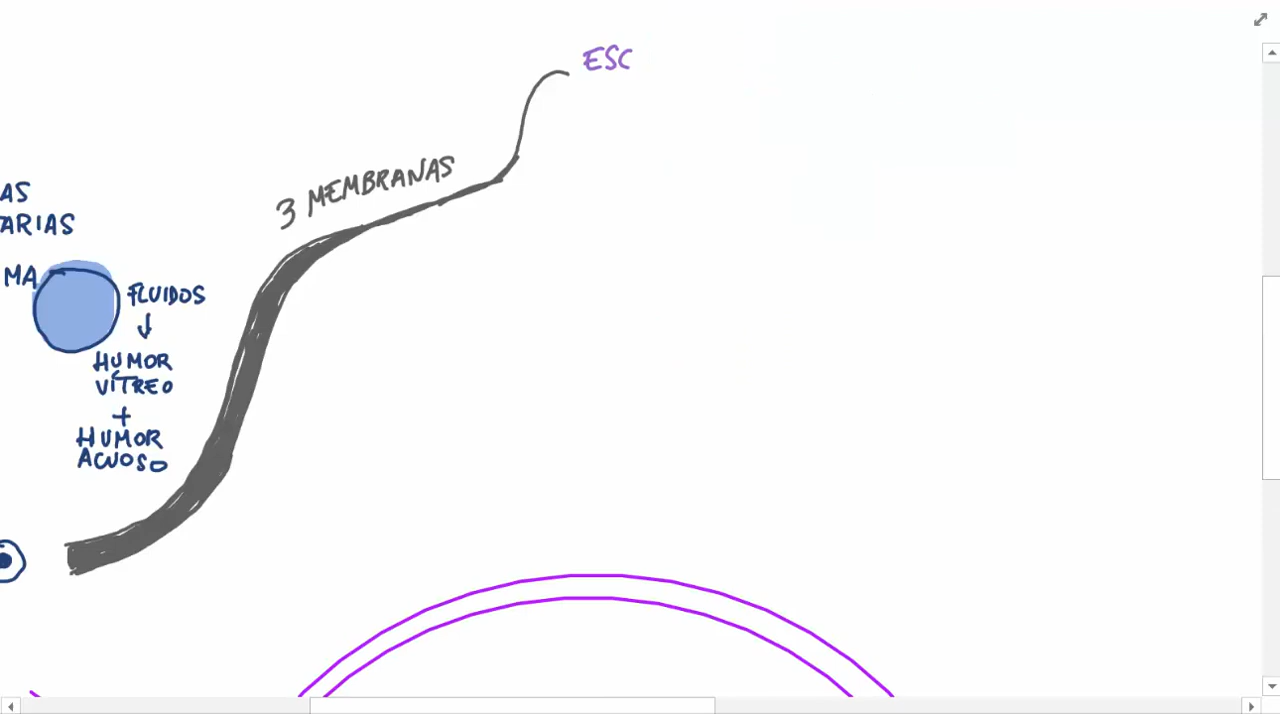 ESC
3 MEMBRANAS
AS
ARIAS
MA
FLUIDOS
↓
HUMOR
VÍTREO
+
HUMOR
ACUOSO